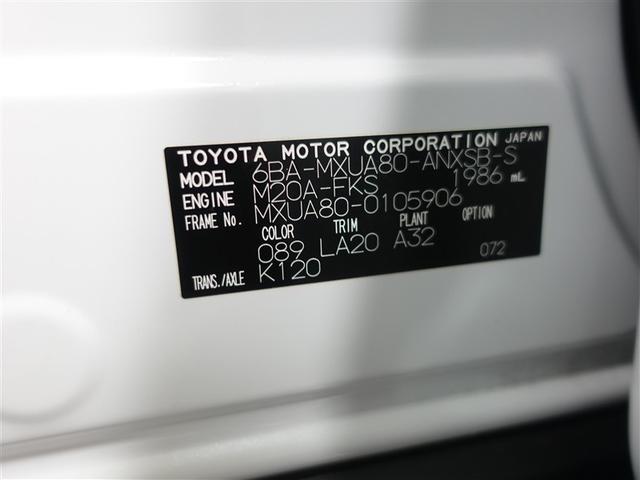 TOYOTA MOTOR CORPORATION JAPAN
MODEL 6BA-MXUA80-ANXSB-S
ENGINE M20A-FKS 1986 mL
FRAME No. MXUA80-0105906
COLOR TRIM PLANT OPTION
089 LA20 A32 072
TRANS./AXLE K120